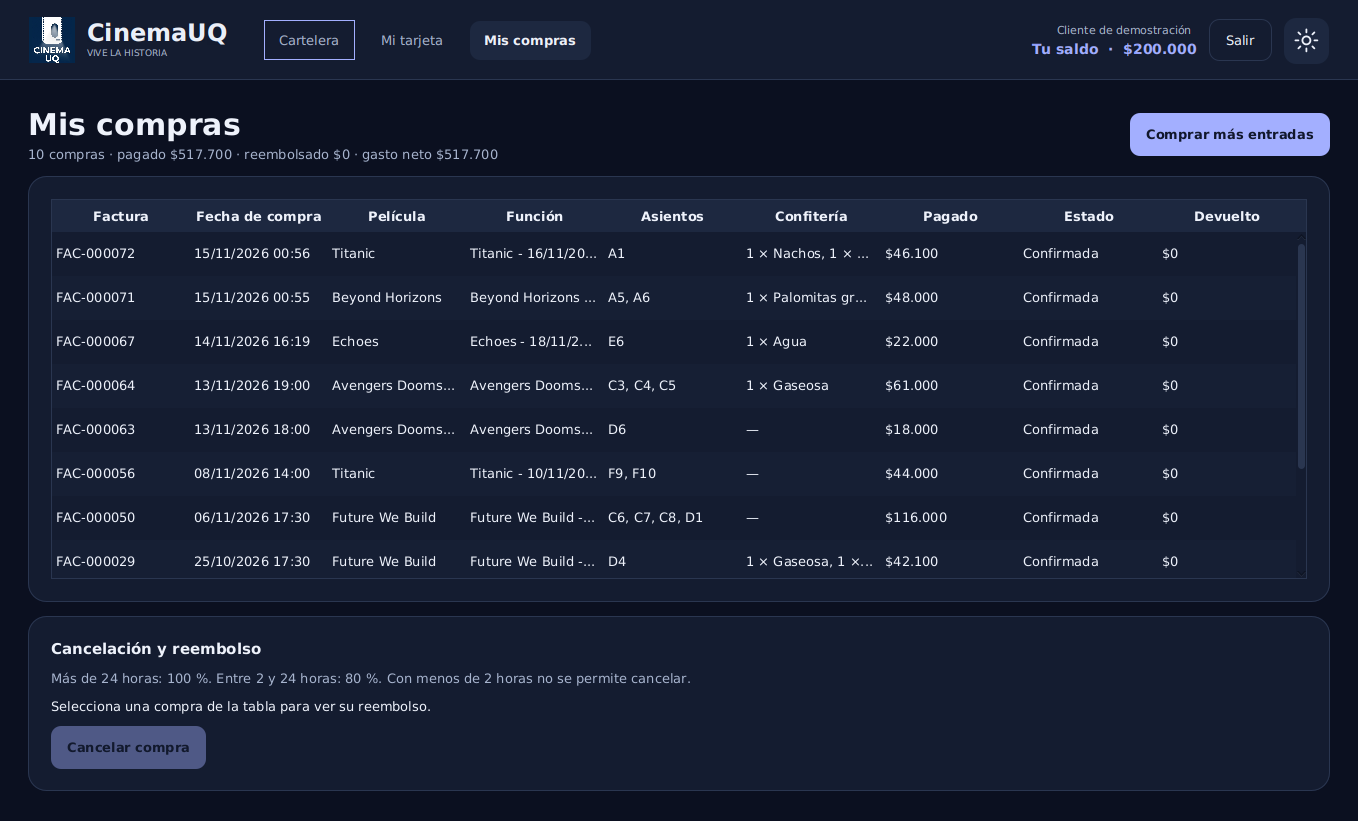 CINEMA
UQ
CinemaUQ
VIVE LA HISTORIA
Cartelera
Mi tarjeta
Mis compras
Cliente de demostración
Tu saldo · $200.000
Salir
Mis compras
10 compras · pagado $517.700 · reembolsado $0 · gasto neto $517.700
Comprar más entradas
Factura Fecha de compra Película Función Asientos Confitería Pagado Estado Devuelto
FAC-000072 15/11/2026 00:56 Titanic Titanic - 16/11/20... A1 1 × Nachos, 1 × ... $46.100 Confirmada $0
FAC-000071 15/11/2026 00:55 Beyond Horizons Beyond Horizons ... A5, A6 1 × Palomitas gr... $48.000 Confirmada $0
FAC-000067 14/11/2026 16:19 Echoes Echoes - 18/11/2... E6 1 × Agua $22.000 Confirmada $0
FAC-000064 13/11/2026 19:00 Avengers Dooms... Avengers Dooms... C3, C4, C5 1 × Gaseosa $61.000 Confirmada $0
FAC-000063 13/11/2026 18:00 Avengers Dooms... Avengers Dooms... D6 — $18.000 Confirmada $0
FAC-000056 08/11/2026 14:00 Titanic Titanic - 10/11/20... F9, F10 — $44.000 Confirmada $0
FAC-000050 06/11/2026 17:30 Future We Build Future We Build -... C6, C7, C8, D1 — $116.000 Confirmada $0
FAC-000029 25/10/2026 17:30 Future We Build Future We Build -... D4 1 × Gaseosa, 1 ×... $42.100 Confirmada $0
Cancelación y reembolso
Más de 24 horas: 100 %. Entre 2 y 24 horas: 80 %. Con menos de 2 horas no se permite cancelar.
Selecciona una compra de la tabla para ver su reembolso.
Cancelar compra